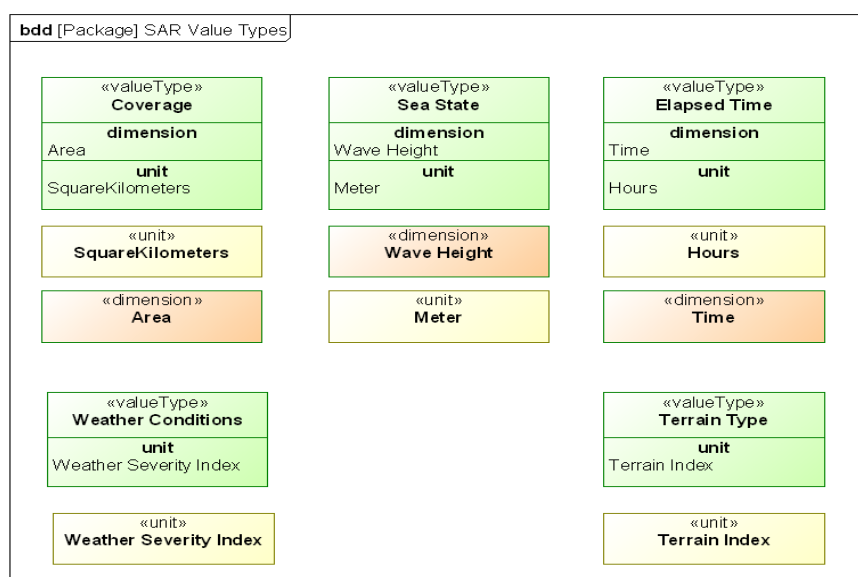 bdd [Package] SAR Value Types
«valueType»
Coverage
dimension
Area
unit
SquareKilometers
«valueType»
Sea State
dimension
Wave Height
unit
Meter
«valueType»
Elapsed Time
dimension
Time
unit
Hours
«unit»
SquareKilometers
«dimension»
Wave Height
«unit»
Hours
«dimension»
Area
«unit»
Meter
«dimension»
Time
«valueType»
Weather Conditions
unit
Weather Severity Index
«valueType»
Terrain Type
unit
Terrain Index
«unit»
Weather Severity Index
«unit»
Terrain Index